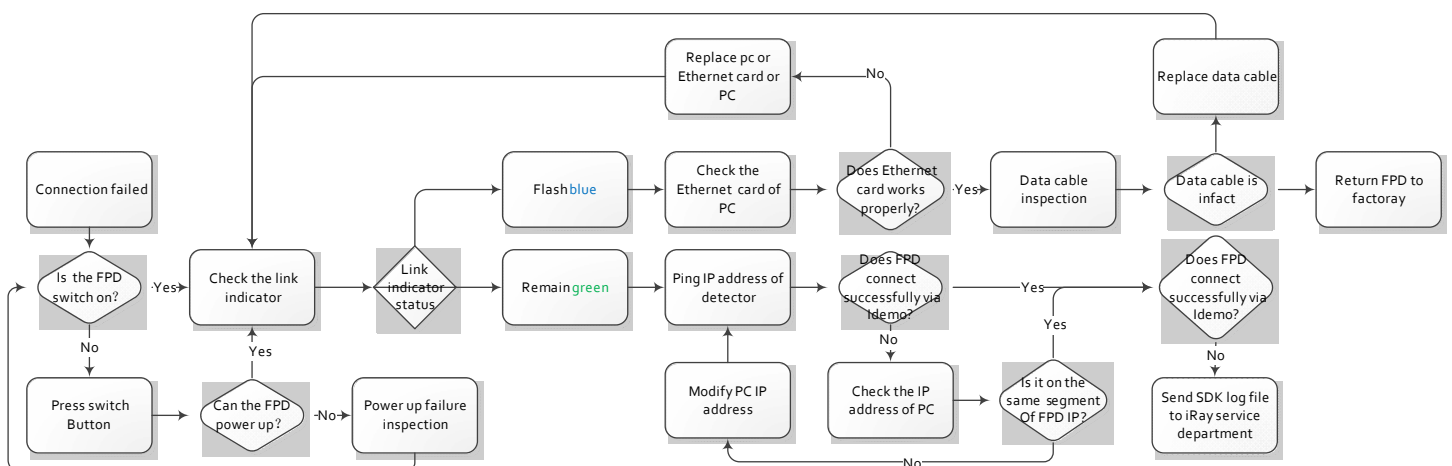 Connection failed
Is the FPD
switch on?
Yes
No
Press switch
Button
Can the FPD
power up?
Yes
No
Power up failure
inspection
Check the link
indicator
Link
indicator
status
Flash blue
Check the
Ethernet card of
PC
Does Ethernet
card works
properly?
No
Replace pc or
Ethernet card or
PC
Yes
Data cable
inspection
Data cable is
infact
Replace data cable
Return FPD to
factoray
Remain green
Ping IP address of
detector
Does FPD
connect
successfully via
Idemo?
Yes
No
Check the IP
address of PC
Is it on the
same segment
Of FPD IP?
Yes
No
Modify PC IP
address
Does FPD
connect
successfully via
Idemo?
No
Send SDK log file
to iRay service
department